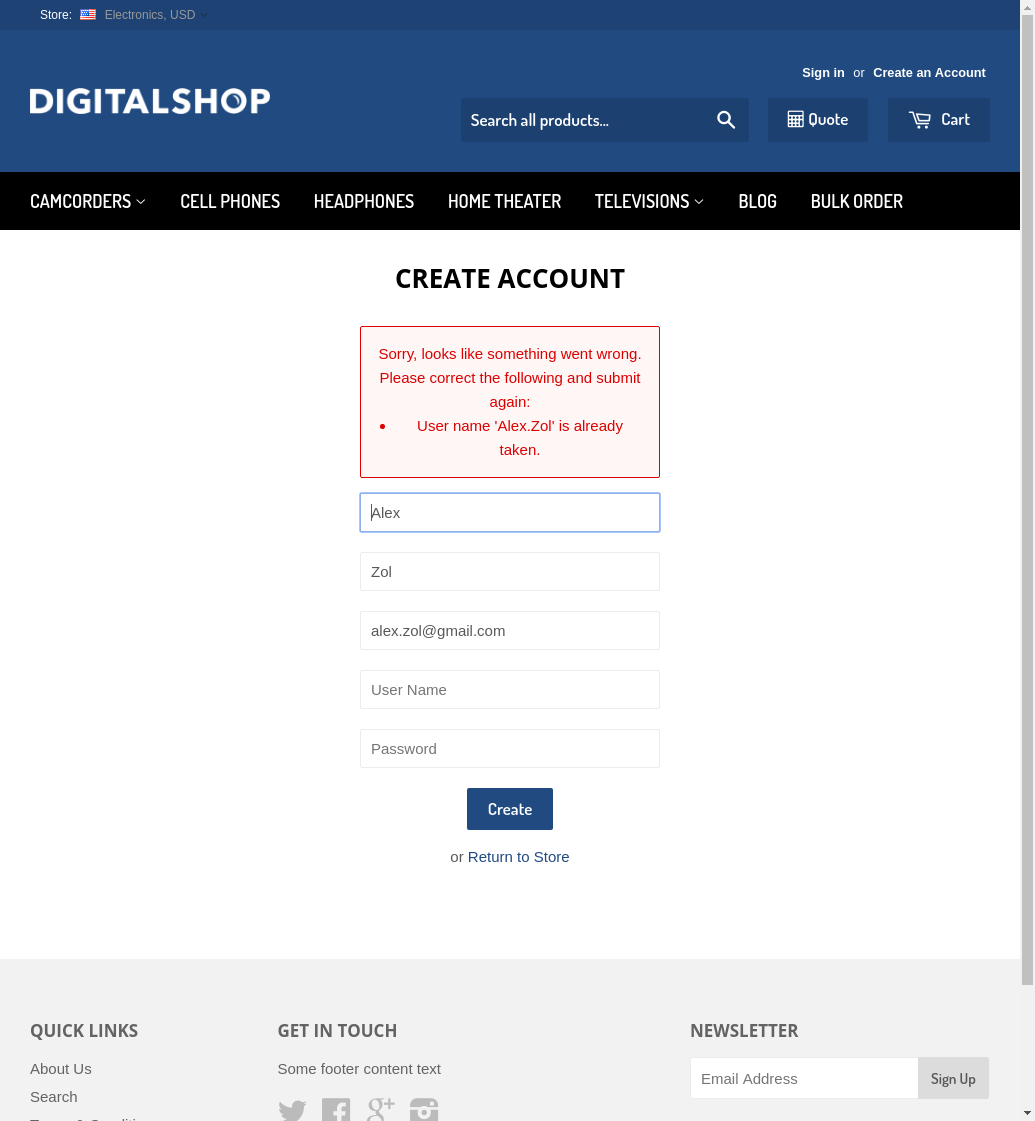 Store: Electronics, USD
Sign in or Create an Account
DIGITALSHOP
Search all products...
Quote
Cart
CAMCORDERS CELL PHONES HEADPHONES HOME THEATER TELEVISIONS BLOG BULK ORDER
CREATE ACCOUNT
Sorry, looks like something went wrong.
Please correct the following and submit
again:
• User name 'Alex.Zol' is already
taken.
Alex
Zol
alex.zol@gmail.com
User Name
Password
Create
or Return to Store
QUICK LINKS
About Us
Search
GET IN TOUCH
Some footer content text
NEWSLETTER
Email Address
Sign Up